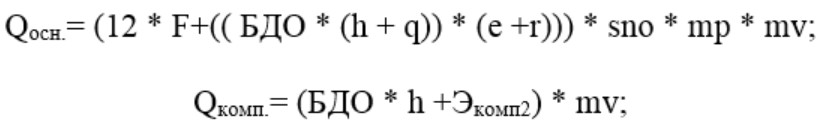 Qосн.= (12 * F+(( БДО * (h + q)) * (e +r))) * sno * mp * mv;
Qкомп.= (БДО * h +Экомп2) * mv;